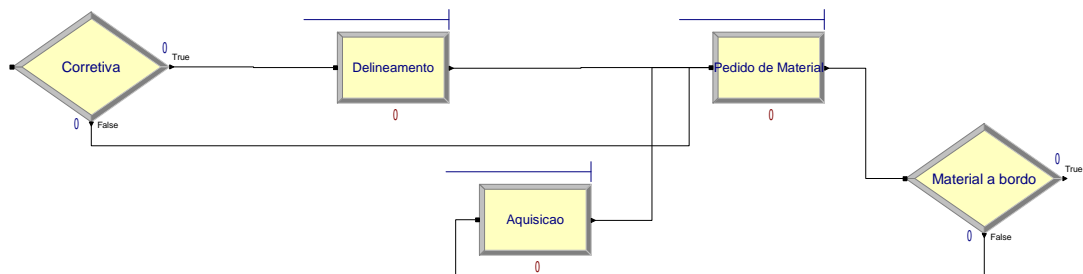 0
True
Corretiva
0
False
Delineamento
0
Pedido de Material
0
0
True
Material a bordo
0
False
Aquisicao
0